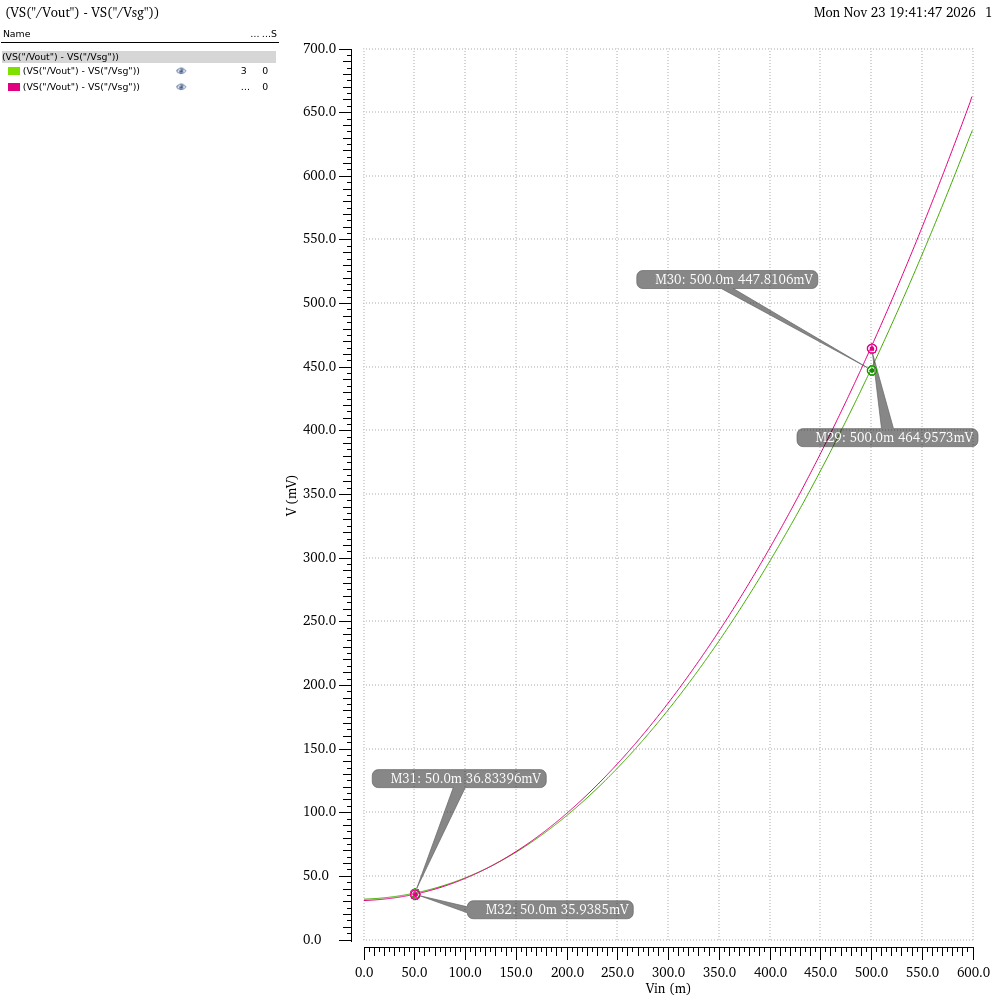 (VS("/Vout") - VS("/Vsg"))
Mon Nov 23 19:41:47 2026 1
Name ... ...S
(VS("/Vout") - VS("/Vsg"))
(VS("/Vout") - VS("/Vsg")) 3 0
(VS("/Vout") - VS("/Vsg")) ... 0
700.0
650.0
600.0
550.0
500.0
450.0
400.0
350.0
300.0
250.0
200.0
150.0
100.0
50.0
0.0
V (mV)
M30: 500.0m 447.8106mV
M29: 500.0m 464.9573mV
M31: 50.0m 36.83396mV
M32: 50.0m 35.9385mV
0.0 50.0 100.0 150.0 200.0 250.0 300.0 350.0 400.0 450.0 500.0 550.0 600.0
Vin (m)